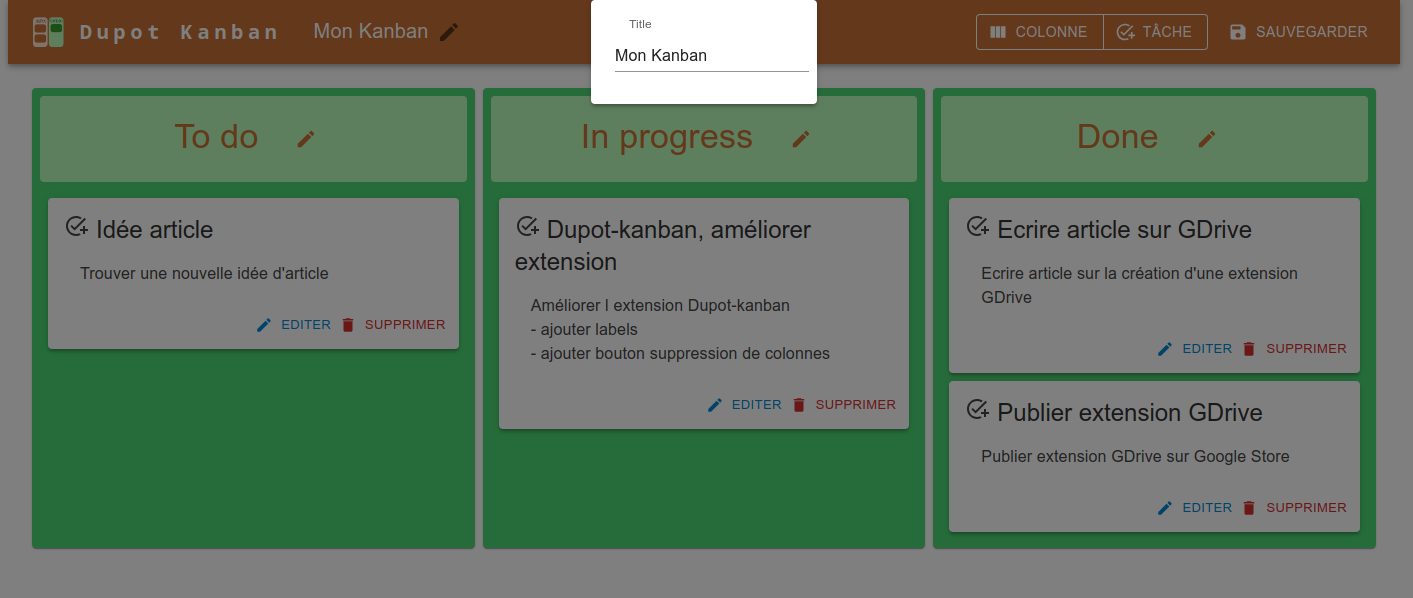 Dupot Kanban
Mon Kanban
Title
Mon Kanban
COLONNE
TÂCHE
SAUVEGARDER
To do
Idée article
Trouver une nouvelle idée d'article
EDITER
SUPPRIMER
In progress
Dupot-kanban, améliorer
extension
Améliorer l extension Dupot-kanban
- ajouter labels
- ajouter bouton suppression de colonnes
EDITER
SUPPRIMER
Done
Ecrire article sur GDrive
Ecrire article sur la création d'une extension
GDrive
EDITER
SUPPRIMER
Publier extension GDrive
Publier extension GDrive sur Google Store
EDITER
SUPPRIMER